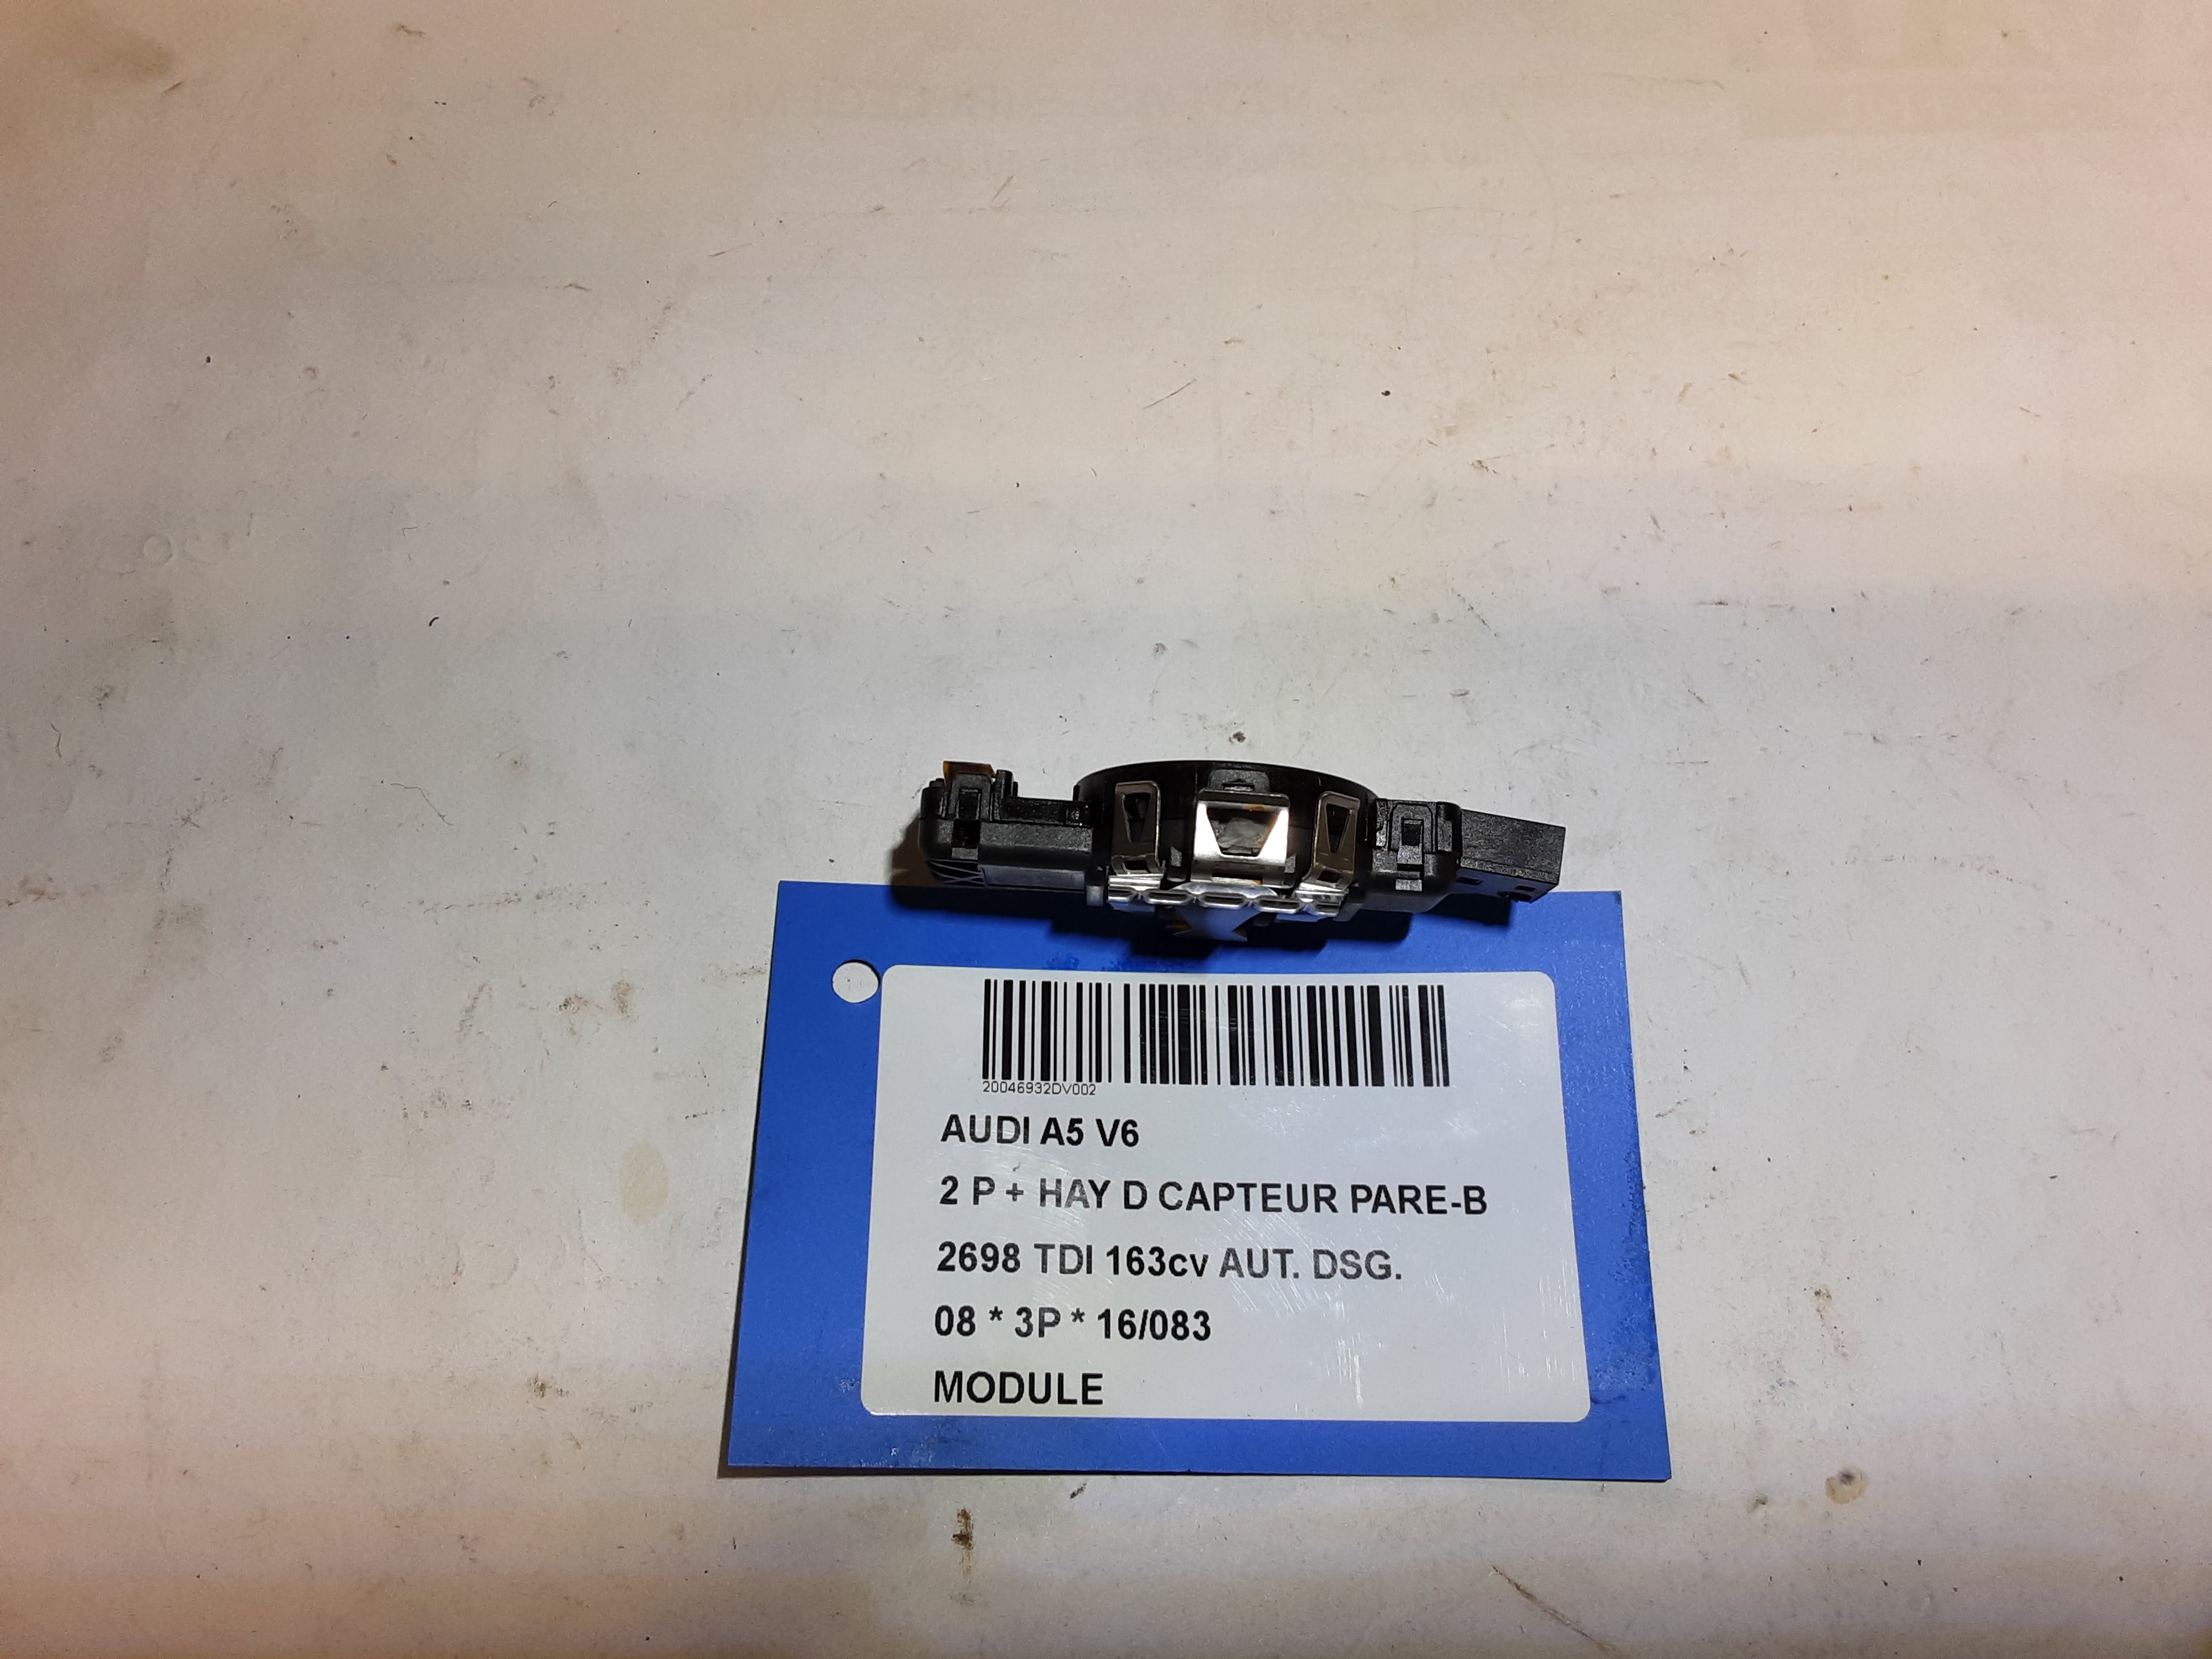 20046932DV002
AUDI A5 V6
2 P + HAY D CAPTEUR PARE-B
2698 TDI 163cv AUT. DSG.
08 * 3P * 16/083
MODULE